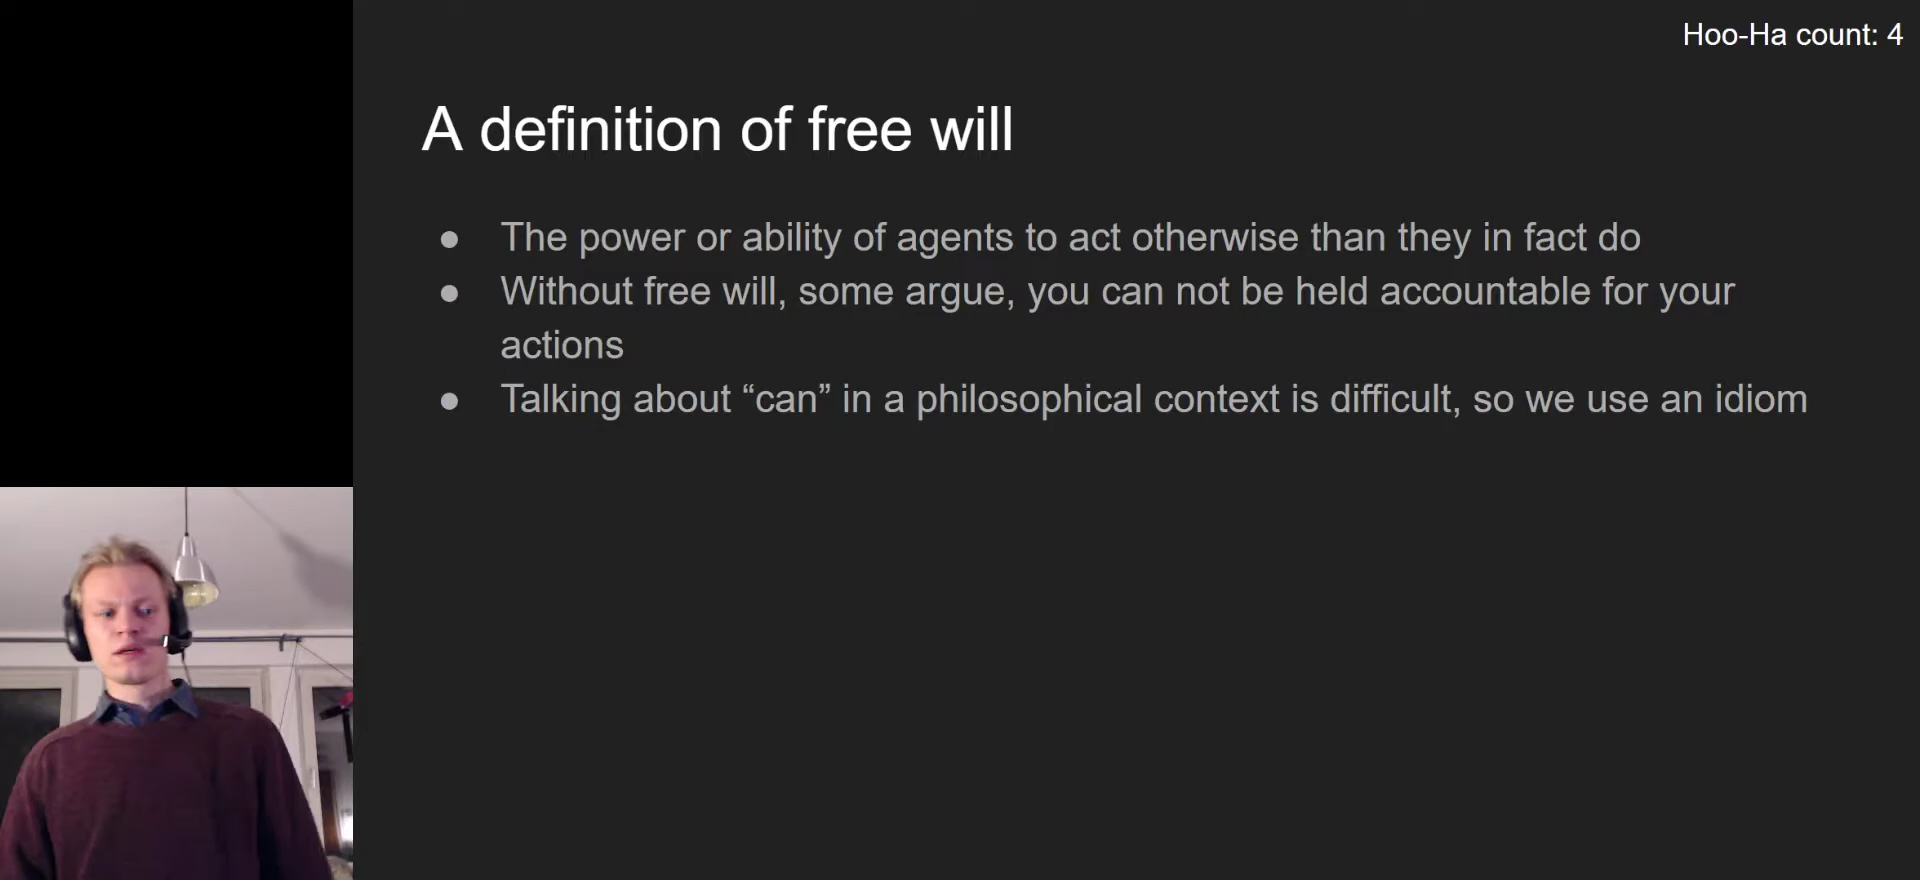 Hoo-Ha count: 4
A definition of free will
● The power or ability of agents to act otherwise than they in fact do
● Without free will, some argue, you can not be held accountable for your
actions
● Talking about “can” in a philosophical context is difficult, so we use an idiom